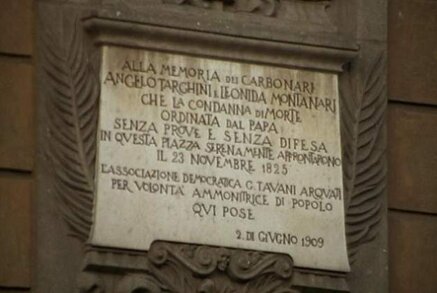 ALLA MEMORIA DEI CARBONARI
ANGELO TARGHINI E LEONIDA MONTANARI
CHE LA CONDANNA DI MORTE
ORDINATA DAL PAPA
SENZA PROVE E SENZA DIFESA
IN QUESTA PIAZZA SERENAMENTE AFFRONTARONO
IL 23 NOVEMBRE 1825
L'ASSOCIAZIONE DEMOCRATICA G. TAVANI ARQUATI
PER VOLONTÀ AMMONITRICE DI POPOLO
QVI POSE
2. DI GIVGNO 1909